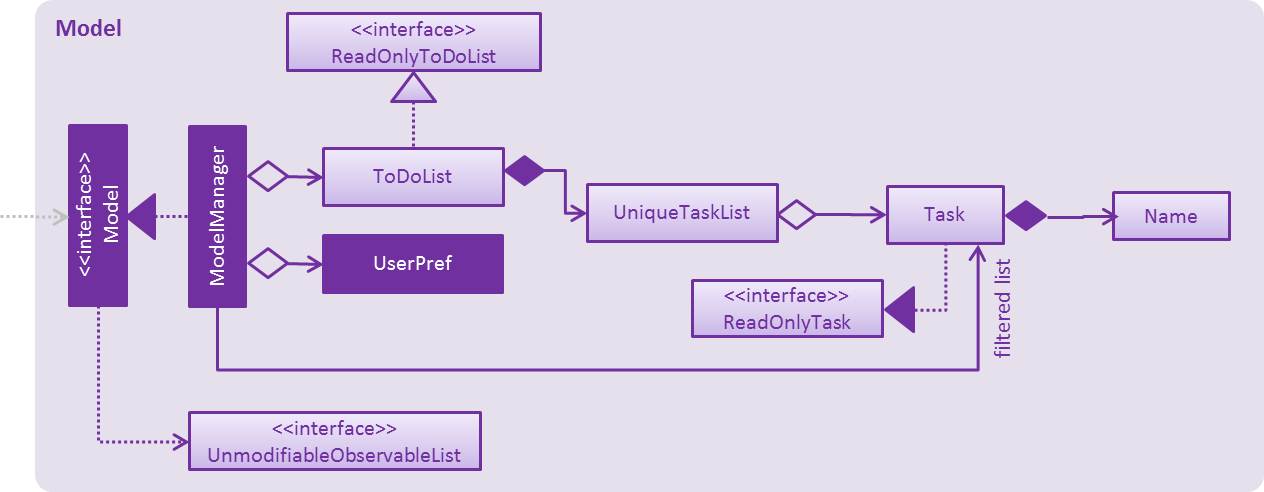 Model
<<interface>>
ReadOnlyToDoList
<<interface>>
Model
ModelManager
ToDoList
UniqueTaskList
Task
Name
UserPref
<<interface>>
ReadOnlyTask
filtered list
<<interface>>
UnmodifiableObservableList